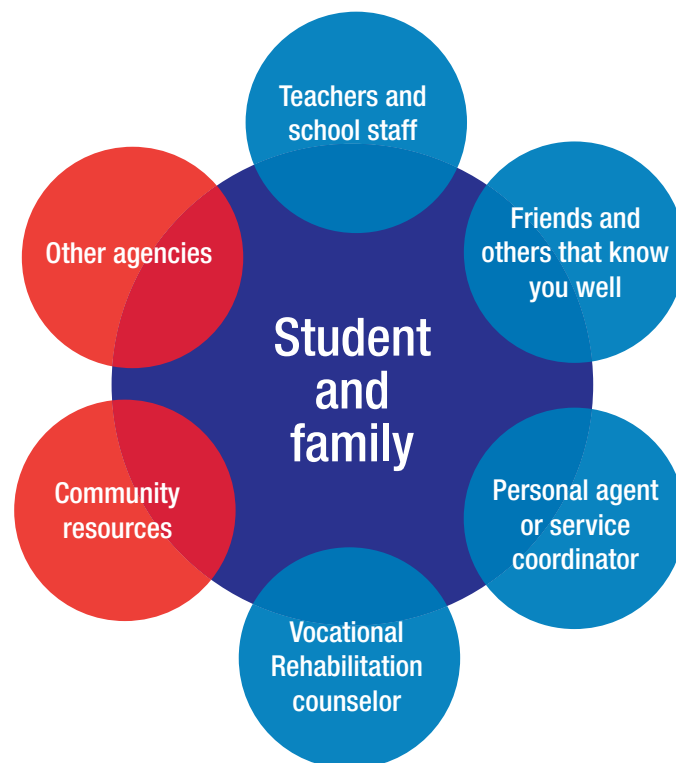 Teachers and
school staff
Friends and
others that know
you well
Other agencies
Student
and
family
Personal agent
or service
coordinator
Community
resources
Vocational
Rehabilitation
counselor